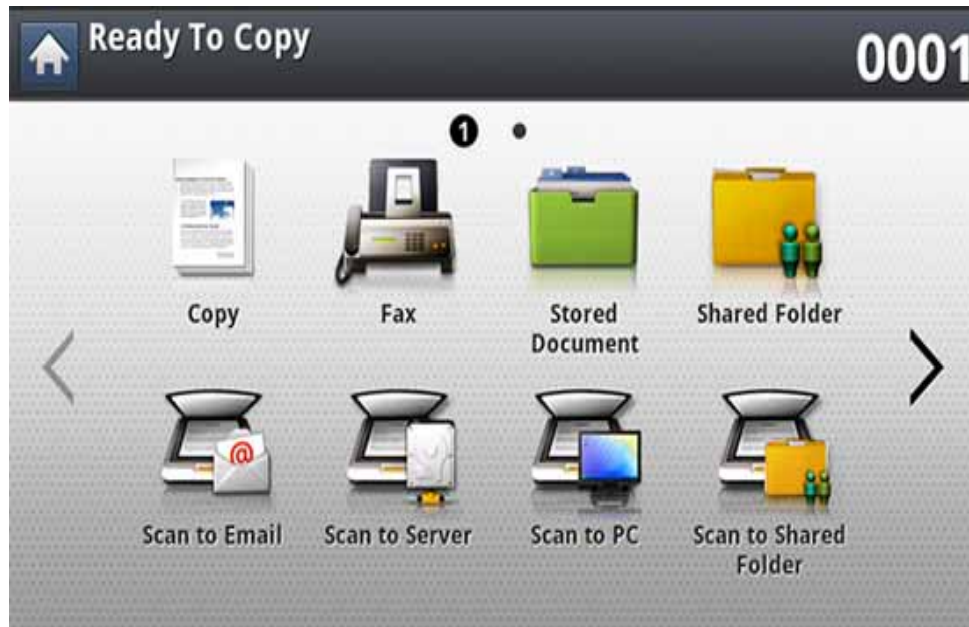 Ready To Copy
0001
1
Copy
Fax
Stored
Document
Shared Folder
@
Scan to Email
Scan to Server
Scan to PC
Scan to Shared
Folder